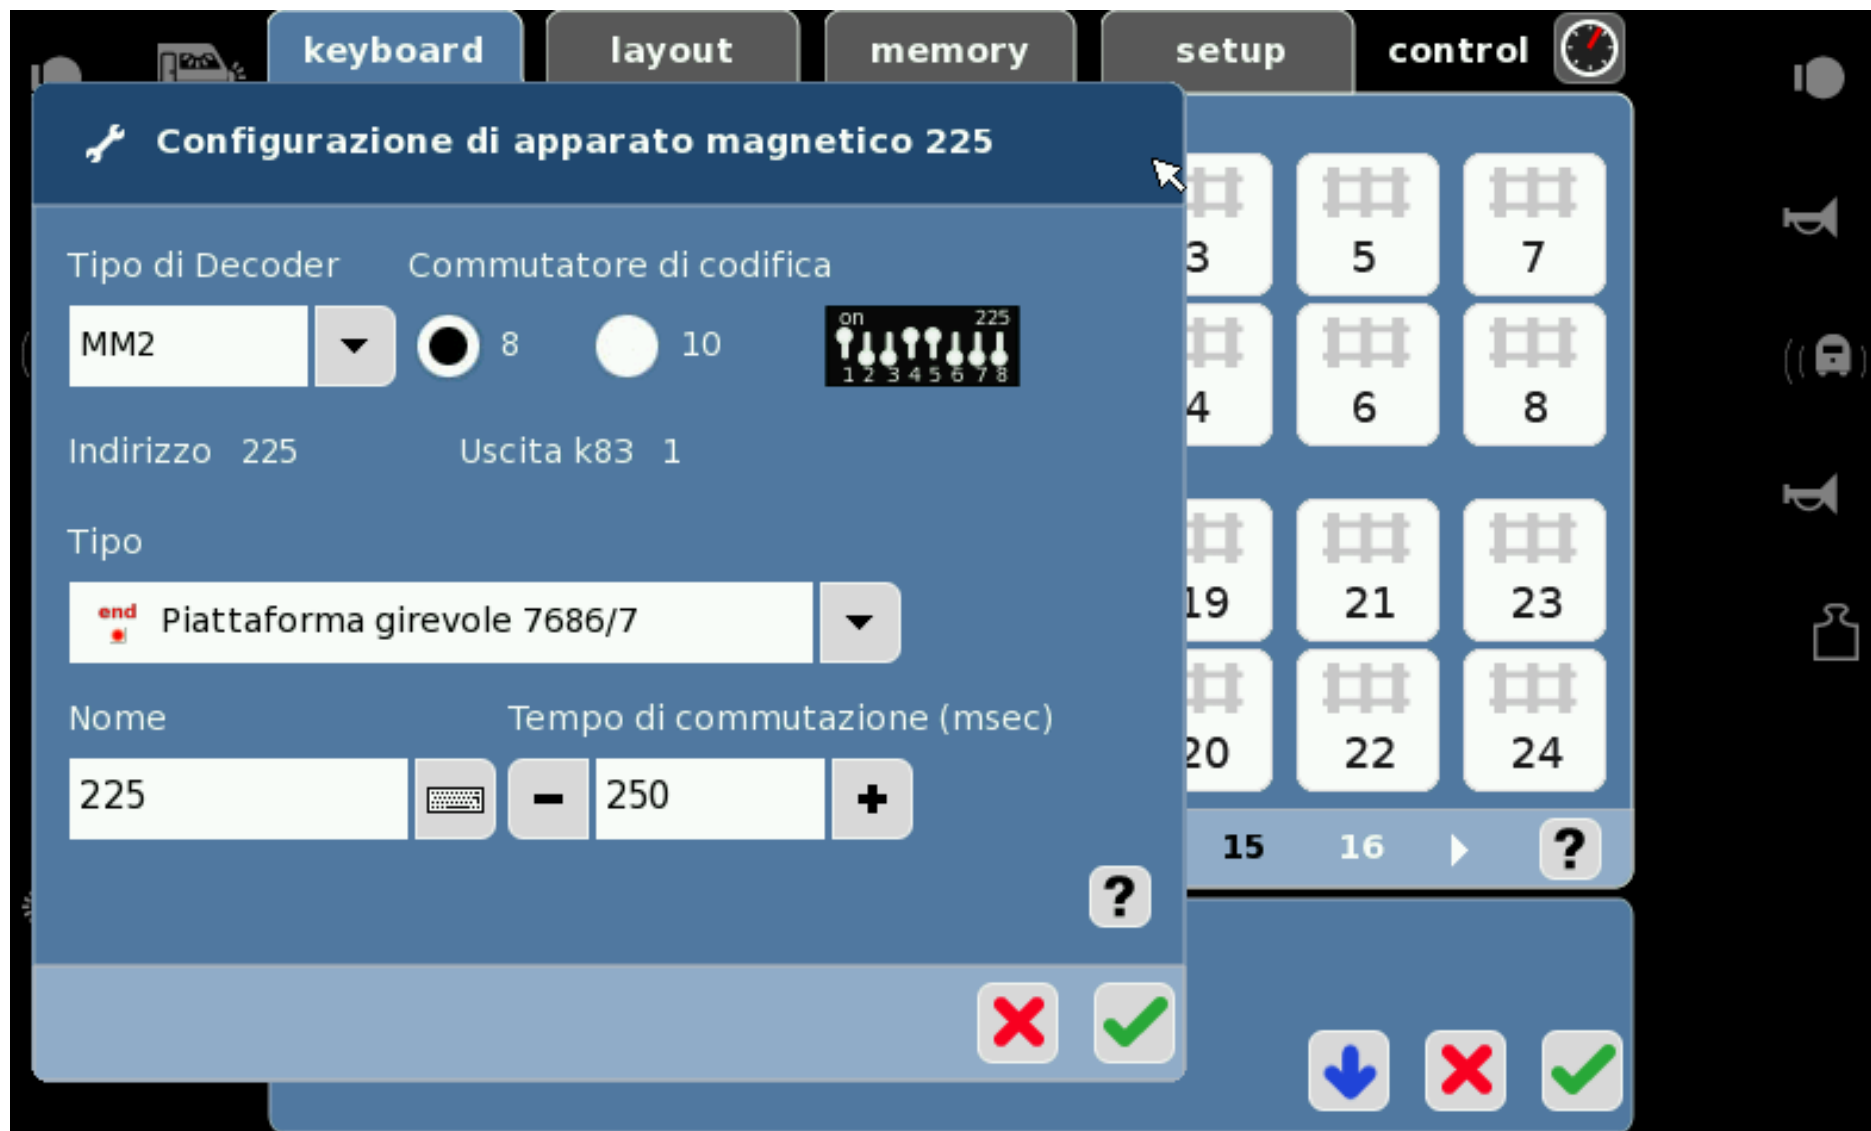 keyboard layout memory setup control
Configurazione di apparato magnetico 225
Tipo di Decoder Commutatore di codifica
MM2 8 10
on 225
1 2 3 4 5 6 7 8
Indirizzo 225 Uscita k83 1
Tipo
end Piattaforma girevole 7686/7
Nome Tempo di commutazione (msec)
225 - 250 +
?
3 5 7
4 6 8
19 21 23
20 22 24
15 16 ?